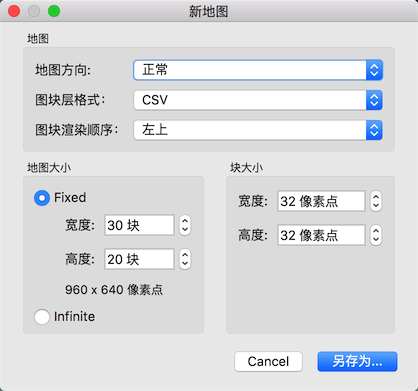 新地图
地图
地图方向: 正常
图块层格式: CSV
图块渲染顺序: 左上
地图大小
Fixed
宽度: 30 块
高度: 20 块
960 x 640 像素点
Infinite
块大小
宽度: 32 像素点
高度: 32 像素点
Cancel
另存为...